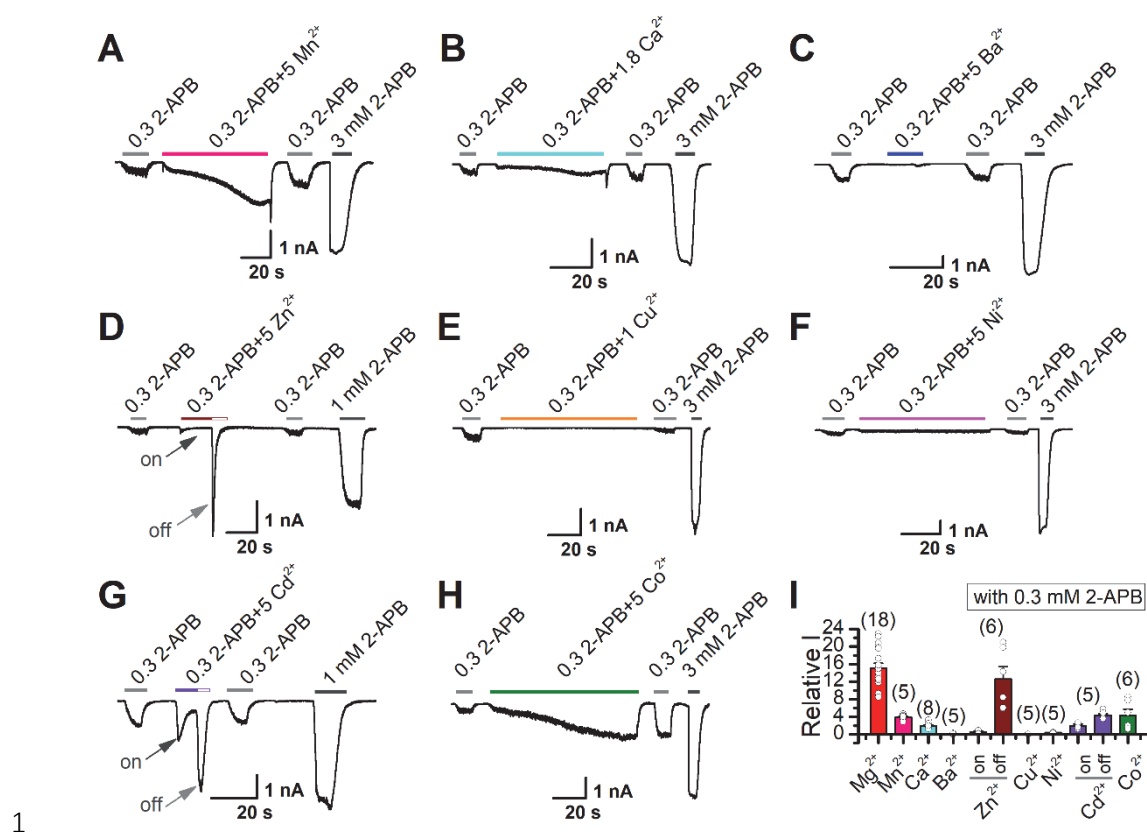 A
0.3 2-APB
0.3 2-APB+5 Mn²⁺
0.3 2-APB
3 mM 2-APB
1 nA
20 s
B
0.3 2-APB
0.3 2-APB+1.8 Ca²⁺
0.3 2-APB
3 mM 2-APB
1 nA
20 s
C
0.3 2-APB
0.3 2-APB+5 Ba²⁺
0.3 2-APB
3 mM 2-APB
1 nA
20 s
D
0.3 2-APB
0.3 2-APB+5 Zn²⁺
0.3 2-APB
1 mM 2-APB
on
off
1 nA
20 s
E
0.3 2-APB
0.3 2-APB+1 Cu²⁺
0.3 2-APB
3 mM 2-APB
1 nA
20 s
F
0.3 2-APB
0.3 2-APB+5 Ni²⁺
0.3 2-APB
3 mM 2-APB
1 nA
20 s
G
0.3 2-APB
0.3 2-APB+5 Cd²⁺
0.3 2-APB
1 mM 2-APB
on
off
1 nA
20 s
H
0.3 2-APB
0.3 2-APB+5 Co²⁺
0.3 2-APB
3 mM 2-APB
1 nA
20 s
I
with 0.3 mM 2-APB
Relative I
24
20
16
12
8
4
0
(18)
(5)
(8)
(5)
(6)
(5)
(5)
(5)
(6)
Mg²⁺
Mn²⁺
Ca²⁺
Ba²⁺
on
off
Zn²⁺
Cu²⁺
Ni²⁺
on
off
Cd²⁺
Co²⁺
1